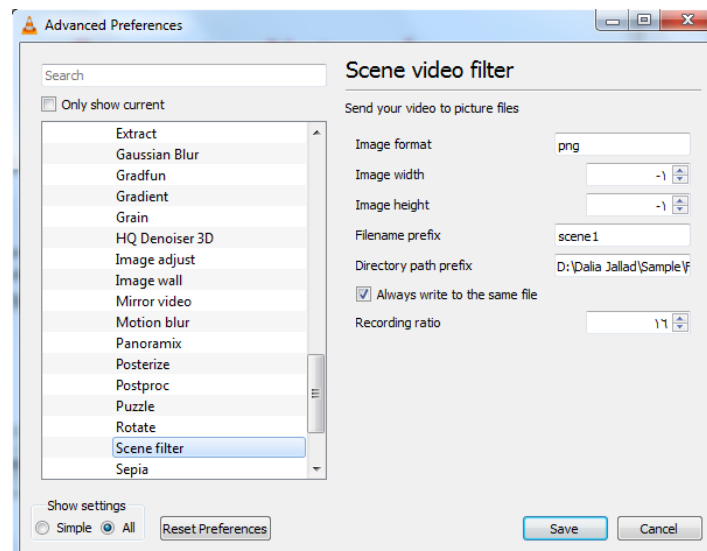 Advanced Preferences
Search
Only show current
Extract
Gaussian Blur
Gradfun
Gradient
Grain
HQ Denoiser 3D
Image adjust
Image wall
Mirror video
Motion blur
Panoramix
Posterize
Postproc
Puzzle
Rotate
Scene filter
Sepia
Show settings
Simple
All
Reset Preferences
Scene video filter
Send your video to picture files
Image format png
Image width -١
Image height -١
Filename prefix scene1
Directory path prefix D:\Dalia Jallad\Sample\F
Always write to the same file
Recording ratio ١٦
Save
Cancel